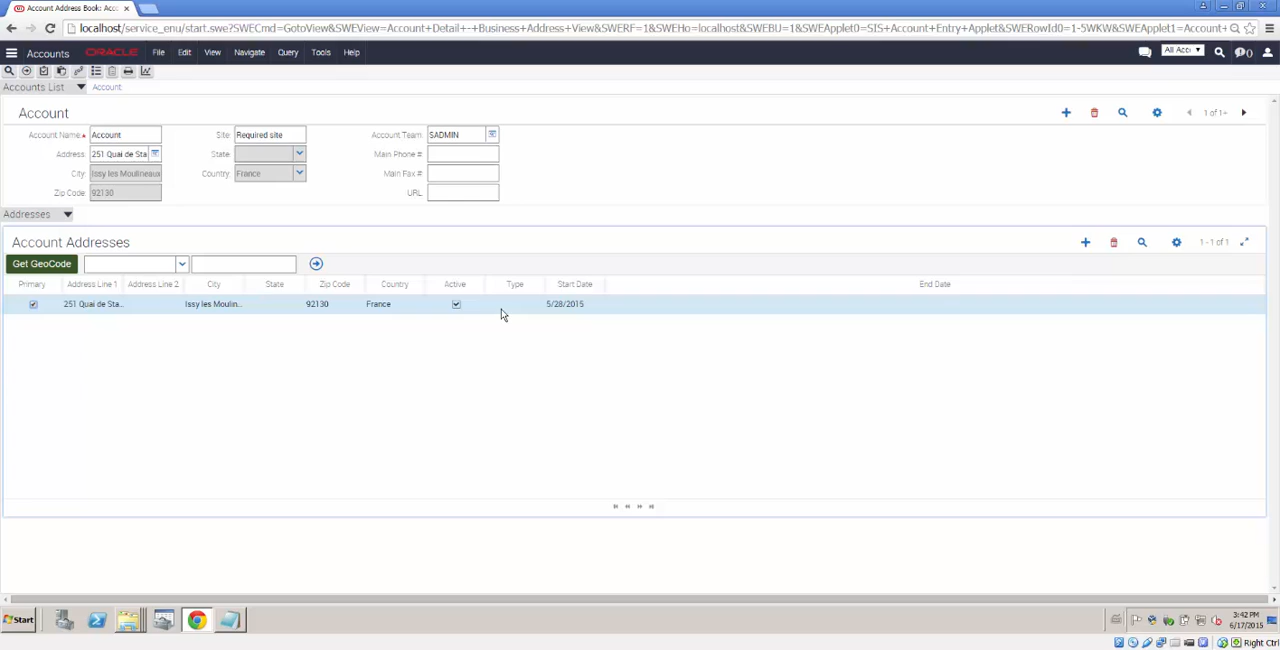 Account Address Book: Acc
localhost/service_enu/start.swe?SWECmd=GotoView&SWEView=Account+Detail+-+Business+Address+View&SWERF=1&SWEHo=localhost&SWEBU=1&SWEApplet0=SIS+Account+Entry+Applet&SWERowId0=1-5WKW&SWEApplet1=Account+
Accounts ORACLE File Edit View Navigate Query Tools Help All Acc
Accounts List Account:
Account 1 of 1+
Account Name: Account Site: Required site Account Team: SADMIN
Address: 251 Quai de Sta State: Main Phone #:
City: Issy les Moulineaux Country: France Main Fax #:
Zip Code: 92130 URL:
Addresses
Account Addresses 1 - 1 of 1
Get GeoCode
Primary Address Line 1 Address Line 2 City State Zip Code Country Active Type Start Date End Date
251 Quai de Sta... Issy les Moulin... 92130 France 5/28/2015
Start 3:42 PM
6/17/2015
Right Ctrl